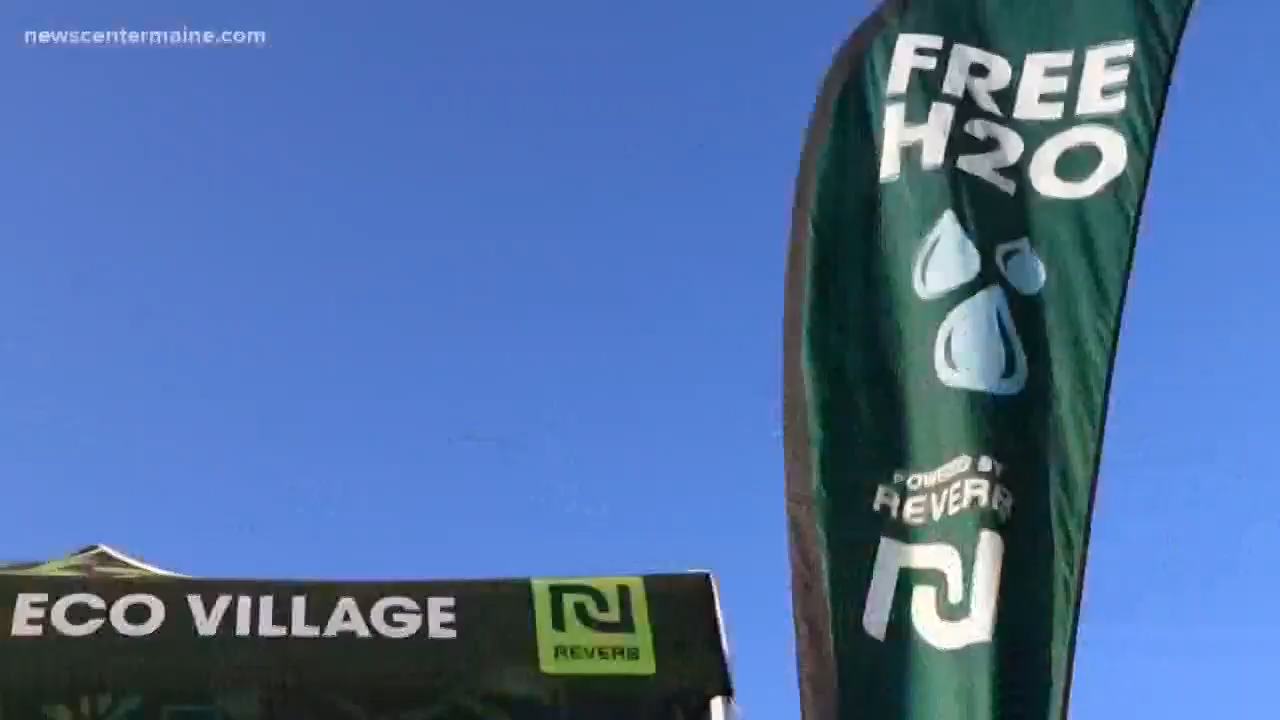 newscentermaine.com
FREE
H2O
POWERED BY
REVERB
ECO VILLAGE
REVERB